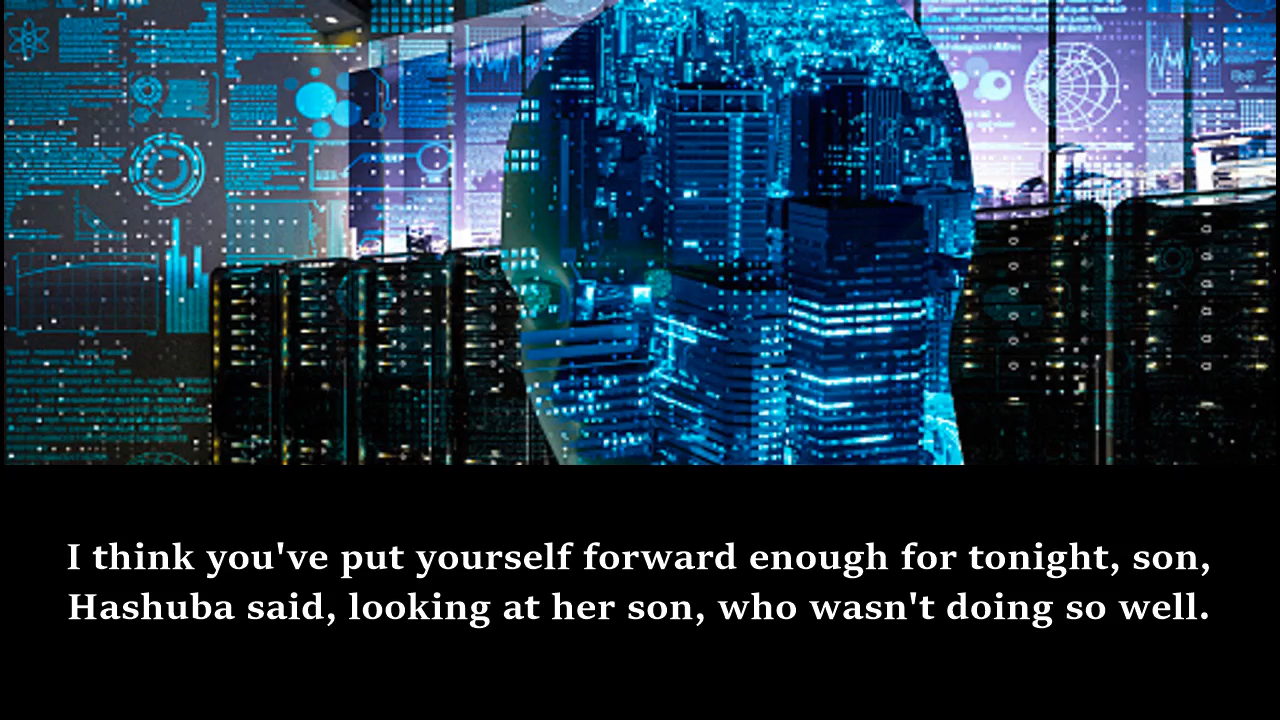 I think you've put yourself forward enough for tonight, son,
Hashuba said, looking at her son, who wasn't doing so well.